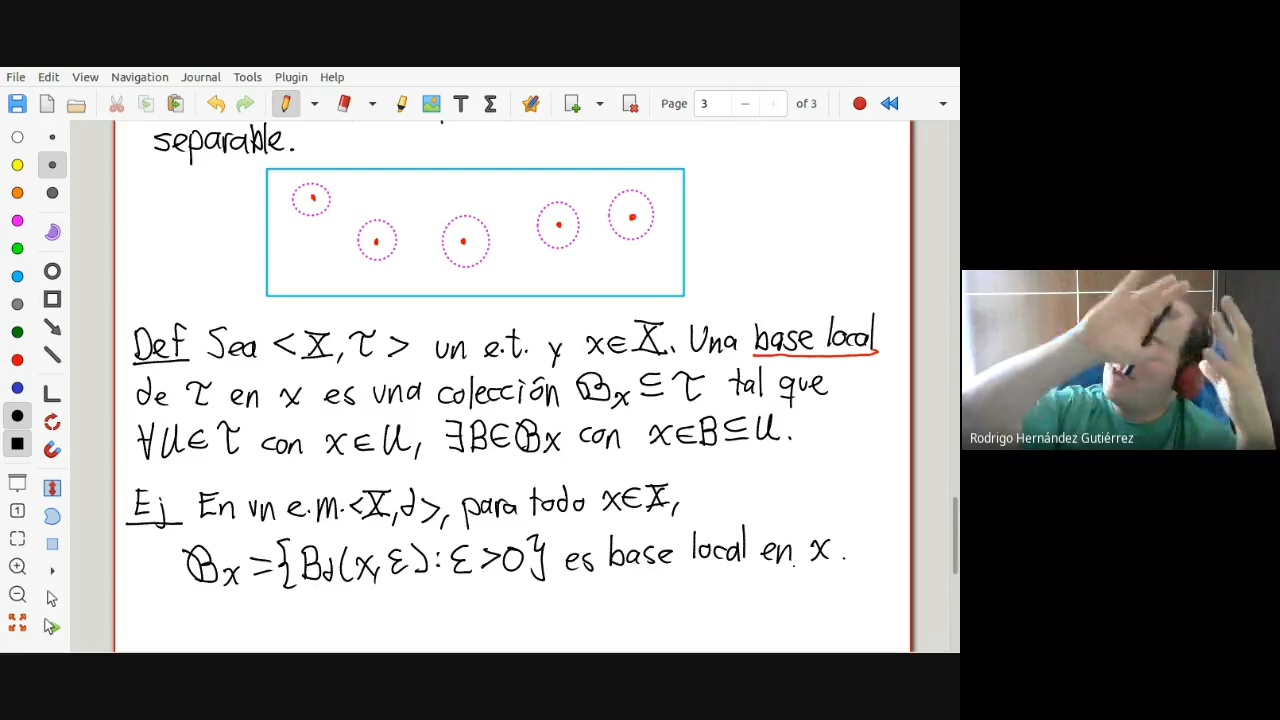 File Edit View Navigation Journal Tools Plugin Help
Page 3 of 3
separable.
Def Sea <X, τ> un e.t. y x∈X. Una base local
de τ en x es una colección ℬx ⊆ τ tal que
∀U∈τ con x∈U, ∃B∈ℬx con x∈B⊆U.
Ej En un e.m. <X,d>, para todo x∈X,
ℬx = {Bd(x,ε): ε>0} es base local en x.
Rodrigo Hernández Gutiérrez